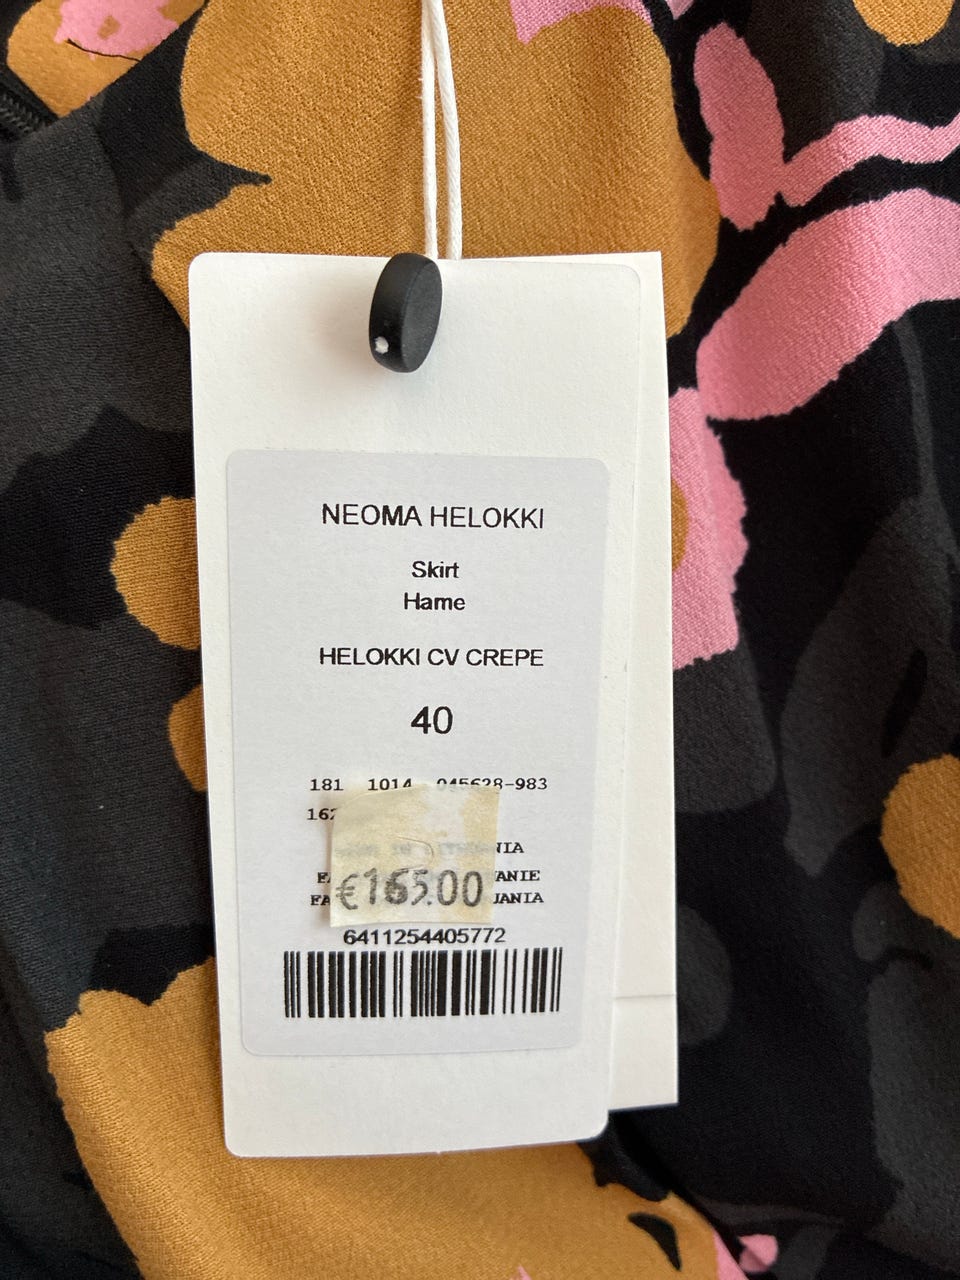 NEOMA HELOKKI
Skirt
Hame
HELOKKI CV CREPE
40
181 1014 045628-983
€165.00
6411254405772